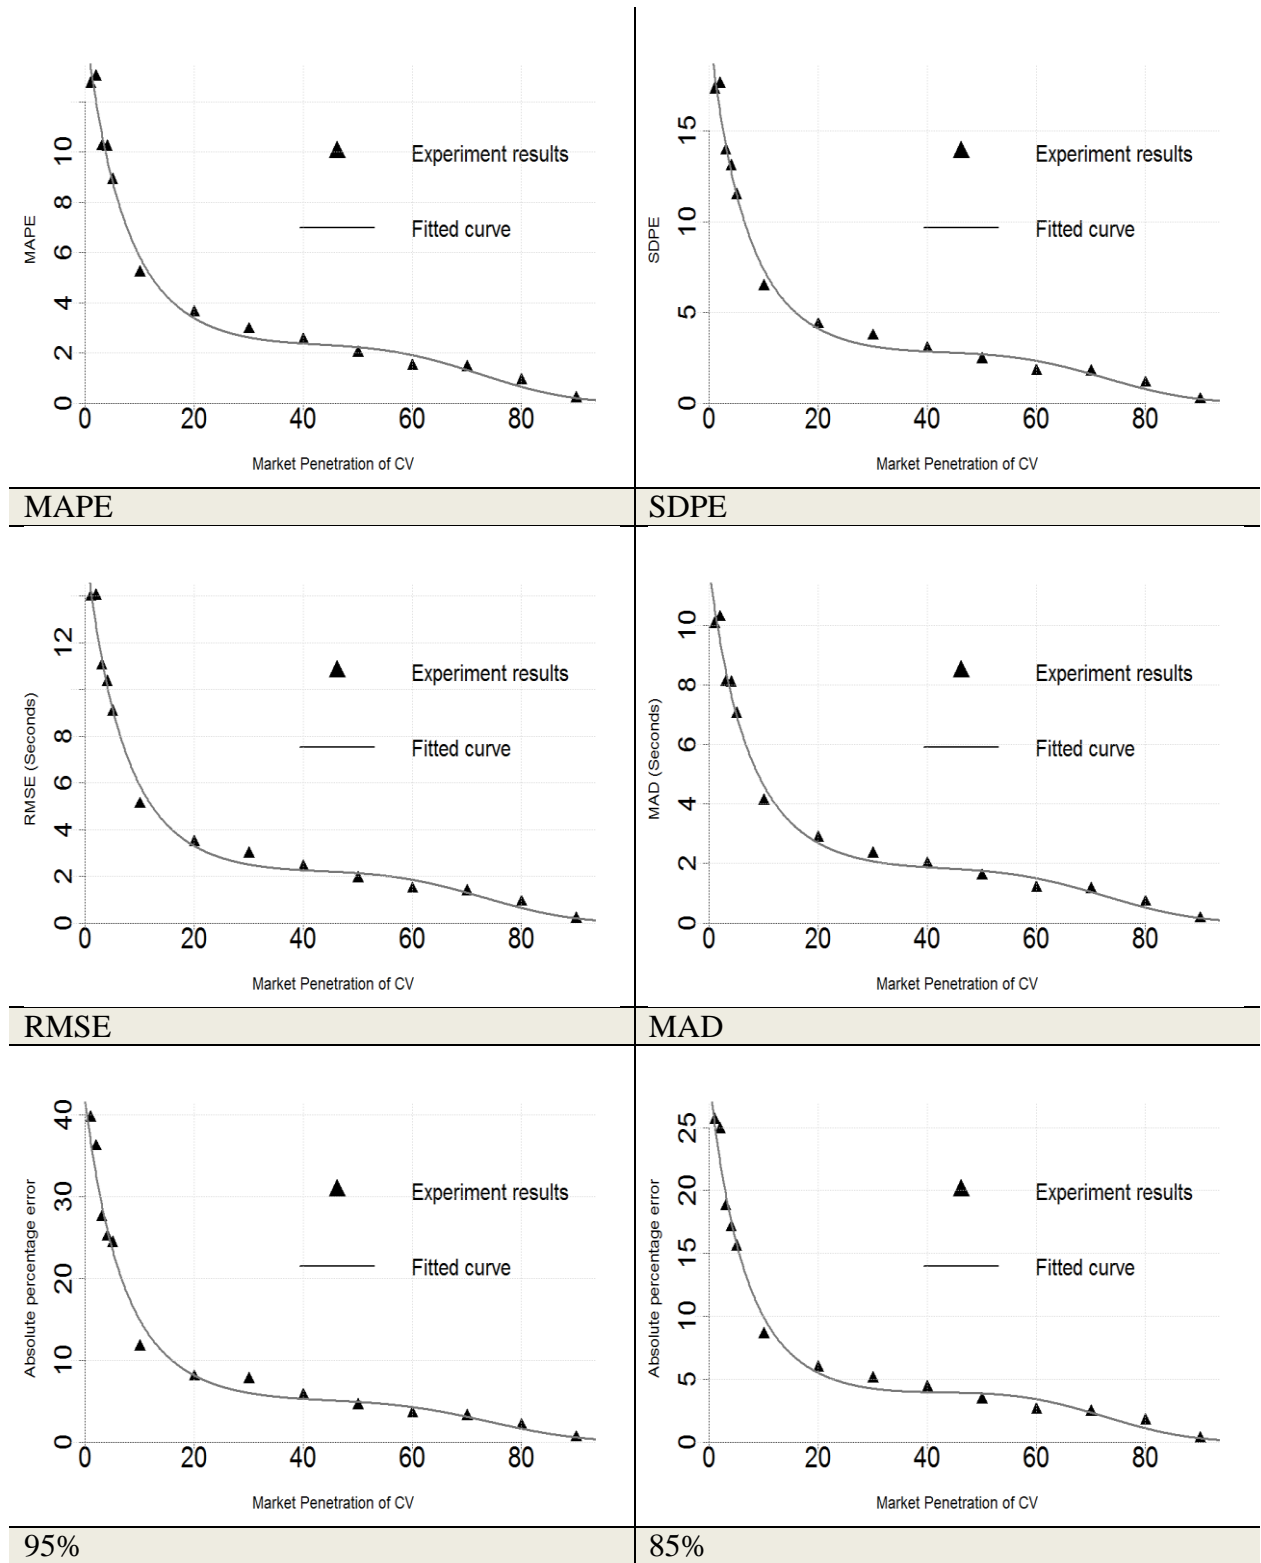 MAPE
10
8
6
4
2
0
Experiment results
Fitted curve
0 20 40 60 80
Market Penetration of CV
SDPE
15
10
5
0
Experiment results
Fitted curve
0 20 40 60 80
Market Penetration of CV
MAPE
SDPE
RMSE (Seconds)
12
8
6
4
2
0
Experiment results
Fitted curve
0 20 40 60 80
Market Penetration of CV
MAD (Seconds)
10
8
6
4
2
0
Experiment results
Fitted curve
0 20 40 60 80
Market Penetration of CV
RMSE
MAD
Absolute percentage error
40
30
20
10
0
Experiment results
Fitted curve
0 20 40 60 80
Market Penetration of CV
Absolute percentage error
25
20
15
10
5
0
Experiment results
Fitted curve
0 20 40 60 80
Market Penetration of CV
95%
85%